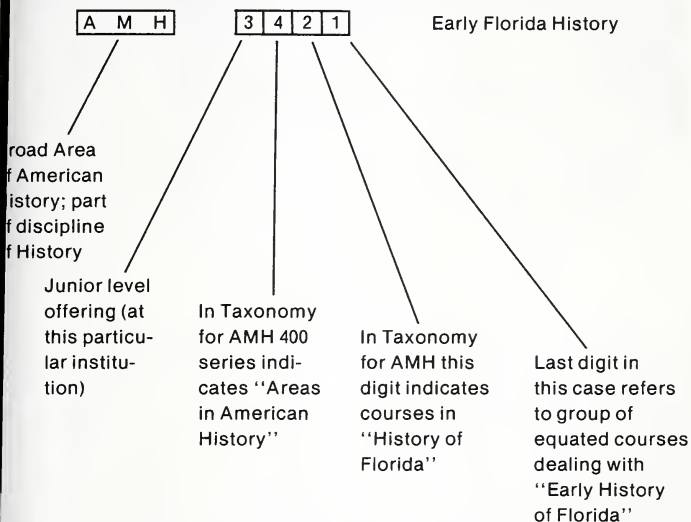 A M H 3 4 2 1 Early Florida History
road Area
f American
istory; part
f discipline
f History
Junior level
offering (at
this particu-
lar institu-
tion)
In Taxonomy
for AMH 400
series indi-
cates ''Areas
in American
History''
In Taxonomy
for AMH this
digit indicates
courses in
''History of
Florida''
Last digit in
this case refers
to group of
equated courses
dealing with
''Early History
of Florida''